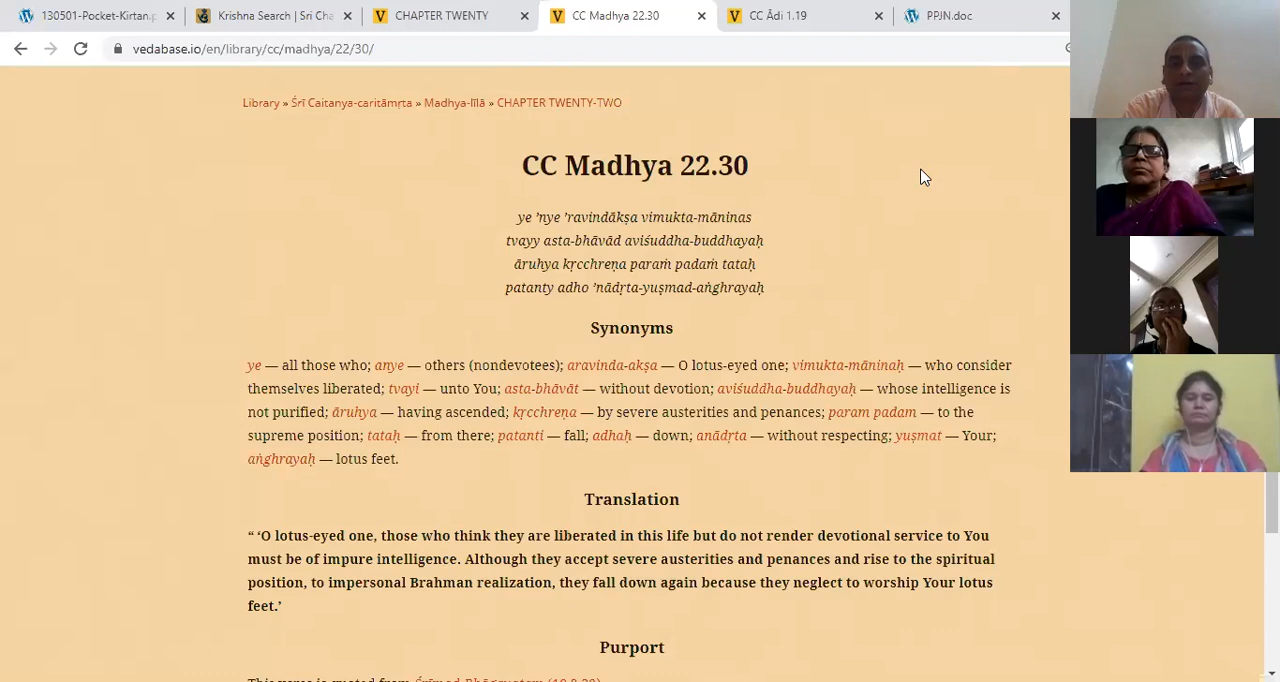 130501-Pocket-Kirtan.p
Krishna Search | Sri Cha
CHAPTER TWENTY
CC Madhya 22.30
CC Ādi 1.19
PPJN.doc
vedabase.io/en/library/cc/madhya/22/30/
Library » Śrī Caitanya-caritāmṛta » Madhya-līlā » CHAPTER TWENTY-TWO
CC Madhya 22.30
ye ’nye ’ravindākṣa vimukta-māninas
tvayy asta-bhāvād aviśuddha-buddhayaḥ
āruhya kṛcchreṇa paraṁ padaṁ tataḥ
patanty adho ’nādṛta-yuṣmad-aṅghrayaḥ
Synonyms
ye — all those who; anye — others (nondevotees); aravinda-akṣa — O lotus-eyed one; vimukta-māninaḥ — who consider
themselves liberated; tvayi — unto You; asta-bhāvāt — without devotion; aviśuddha-buddhayaḥ — whose intelligence is
not purified; āruhya — having ascended; kṛcchreṇa — by severe austerities and penances; param padam — to the
supreme position; tataḥ — from there; patanti — fall; adhaḥ — down; anādṛta — without respecting; yuṣmat — Your;
aṅghrayaḥ — lotus feet.
Translation
“ ‘O lotus-eyed one, those who think they are liberated in this life but do not render devotional service to You
must be of impure intelligence. Although they accept severe austerities and penances and rise to the spiritual
position, to impersonal Brahman realization, they fall down again because they neglect to worship Your lotus
feet.’
Purport
This verse is quoted from Śrīmad-Bhāgavatam